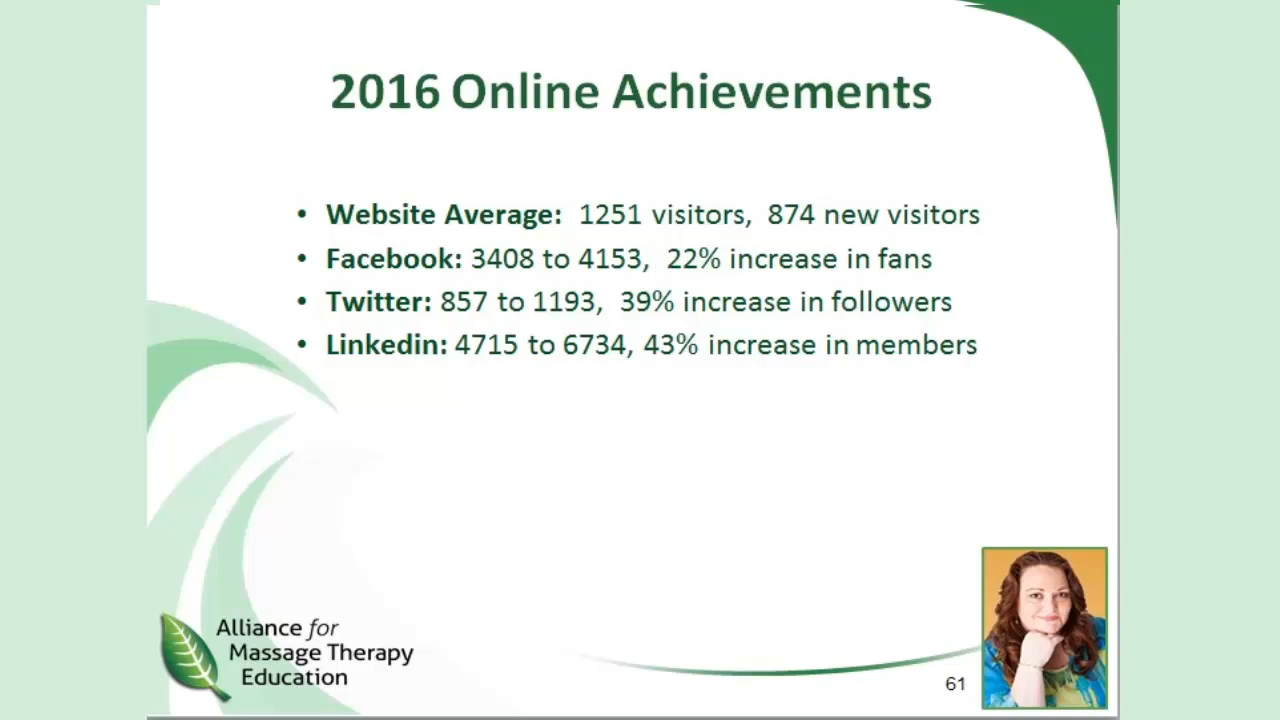 2016 Online Achievements
• Website Average: 1251 visitors, 874 new visitors
• Facebook: 3408 to 4153, 22% increase in fans
• Twitter: 857 to 1193, 39% increase in followers
• Linkedin: 4715 to 6734, 43% increase in members
Alliance for
Massage Therapy
Education
61